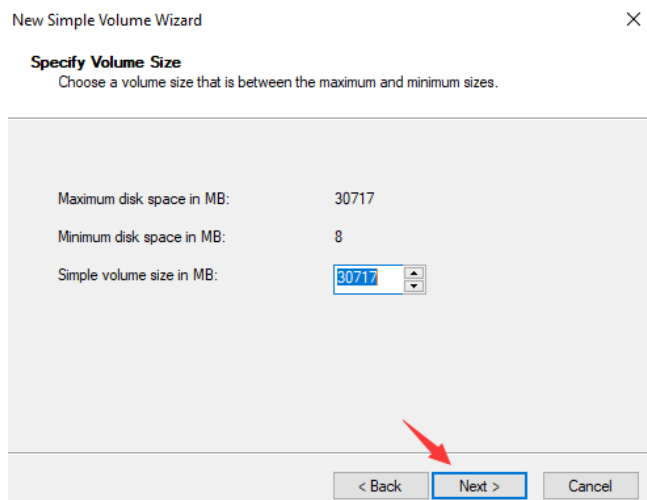 New Simple Volume Wizard
Specify Volume Size
Choose a volume size that is between the maximum and minimum sizes.
Maximum disk space in MB: 30717
Minimum disk space in MB: 8
Simple volume size in MB: 30717
< Back Next > Cancel